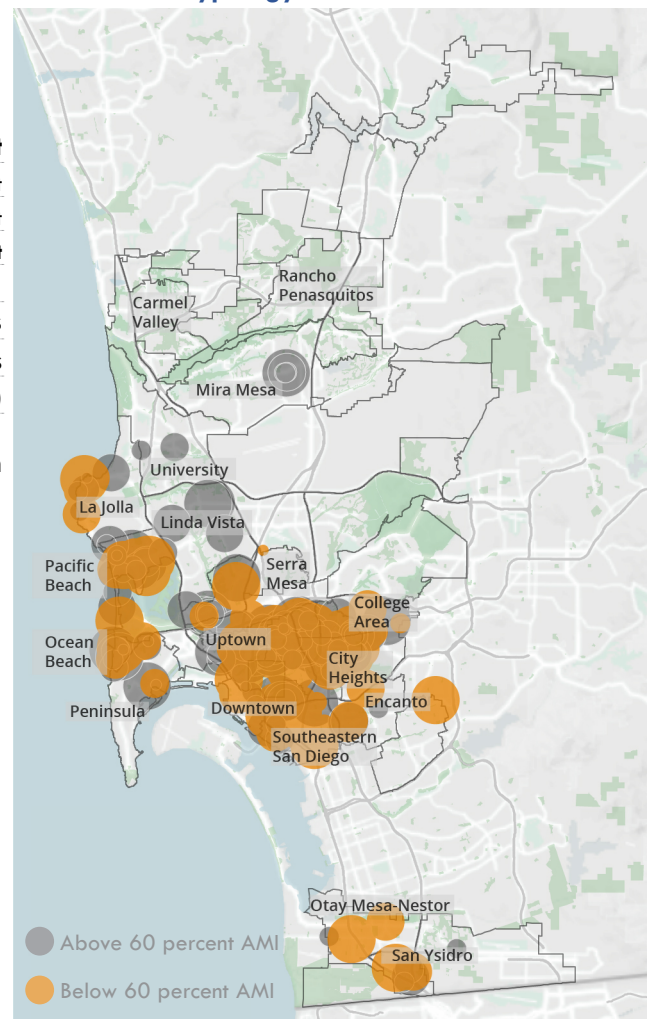 Rancho
Penasquitos
Carmel
Valley
Mira Mesa
University
La Jolla
Linda Vista
Pacific
Beach
Serra
Mesa
College
Area
Ocean
Beach
Uptown
City
Heights
Encanto
Peninsula
Downtown
Southeastern
San Diego
Otay Mesa-Nestor
San Ysidro
Above 60 percent AMI
Below 60 percent AMI